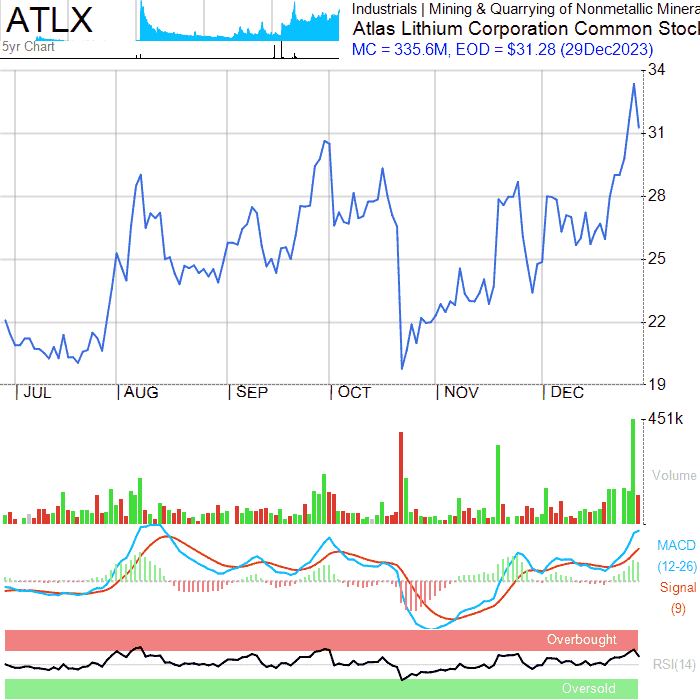 ATLX
5yr Chart
Industrials | Mining & Quarrying of Nonmetallic Minera
Atlas Lithium Corporation Common Stoc
MC = 335.6M, EOD = $31.28 (29Dec2023)
34
31
28
25
22
19
JUL
AUG
SEP
OCT
NOV
DEC
451k
Volume
MACD
(12-26)
Signal
(9)
Overbought
RSI(14)
Oversold